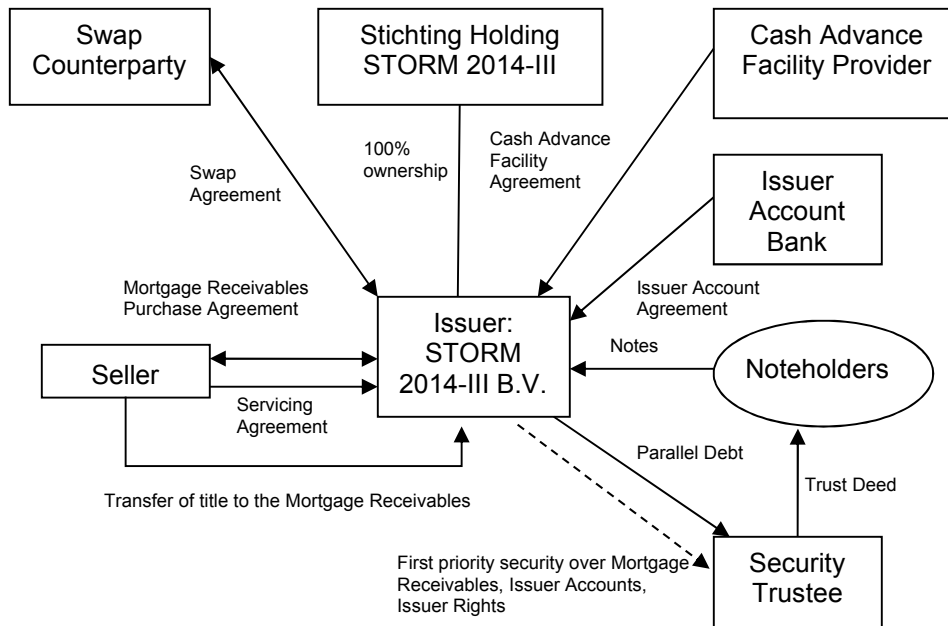 Swap
Counterparty
Stichting Holding
STORM 2014-III
Cash Advance
Facility Provider
100%
ownership
Cash Advance
Facility
Agreement
Swap
Agreement
Issuer
Account
Bank
Mortgage Receivables
Purchase Agreement
Issuer Account
Agreement
Issuer:
STORM
2014-III B.V.
Notes
Noteholders
Seller
Servicing
Agreement
Parallel Debt
Trust Deed
Transfer of title to the Mortgage Receivables
First priority security over Mortgage
Receivables, Issuer Accounts,
Issuer Rights
Security
Trustee